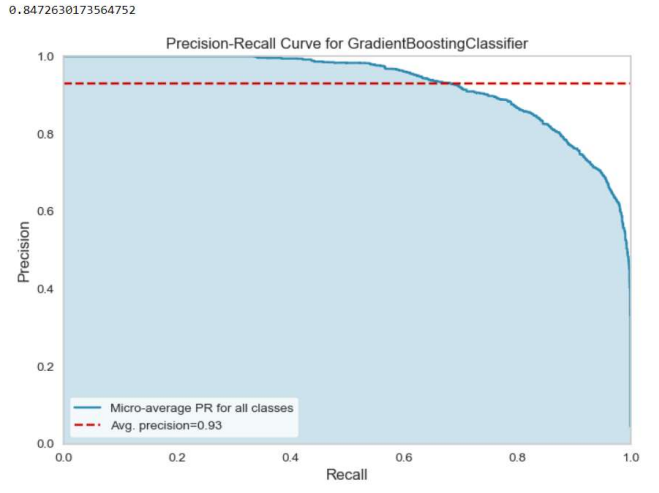 0.8472630173564752
Precision-Recall Curve for GradientBoostingClassifier
1.0
0.8
0.6
0.4
0.2
0.0
Precision
Micro-average PR for all classes
Avg. precision=0.93
0.0 0.2 0.4 0.6 0.8 1.0
Recall